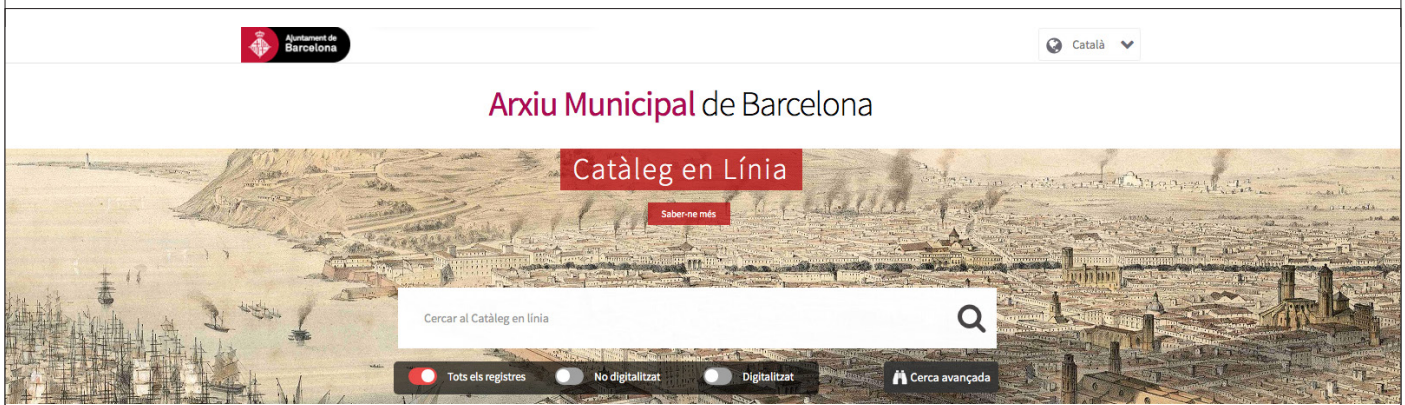 Ajuntament de
Barcelona
Català
Arxiu Municipal de Barcelona
Catàleg en Línia
Saber-ne més
Cercar al Catàleg en línia
Tots els registres No digitalitzat Digitalitzat Cerca avançada